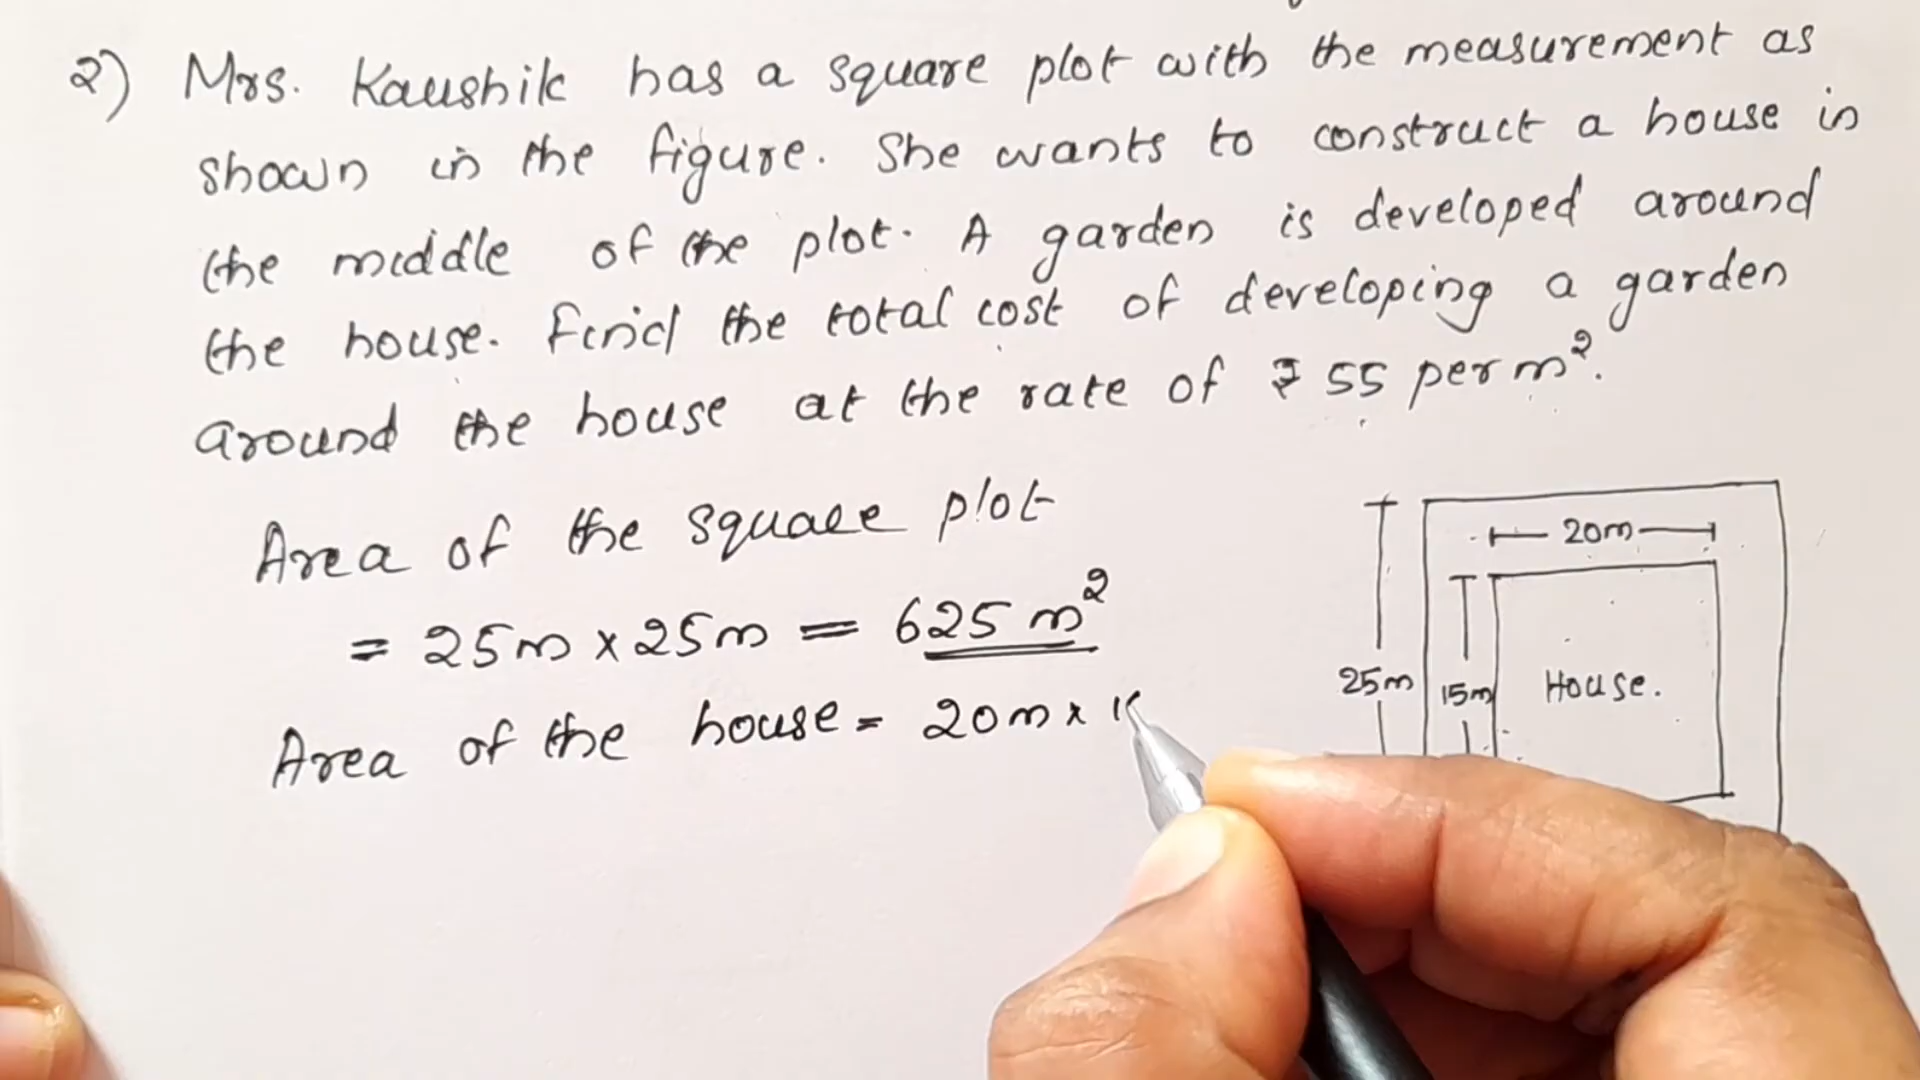 2) Mrs. Kaushik has a square plot with the measurement as
shown in the figure. She wants to construct a house in
the middle of the plot. A garden is developed around
the house. Find the total cost of developing a garden
around the house at the rate of ₹ 55 per m².
Area of the square plot
= 25m × 25m = 625 m²
Area of the house = 20m × 1
20m
25m
15m
House.